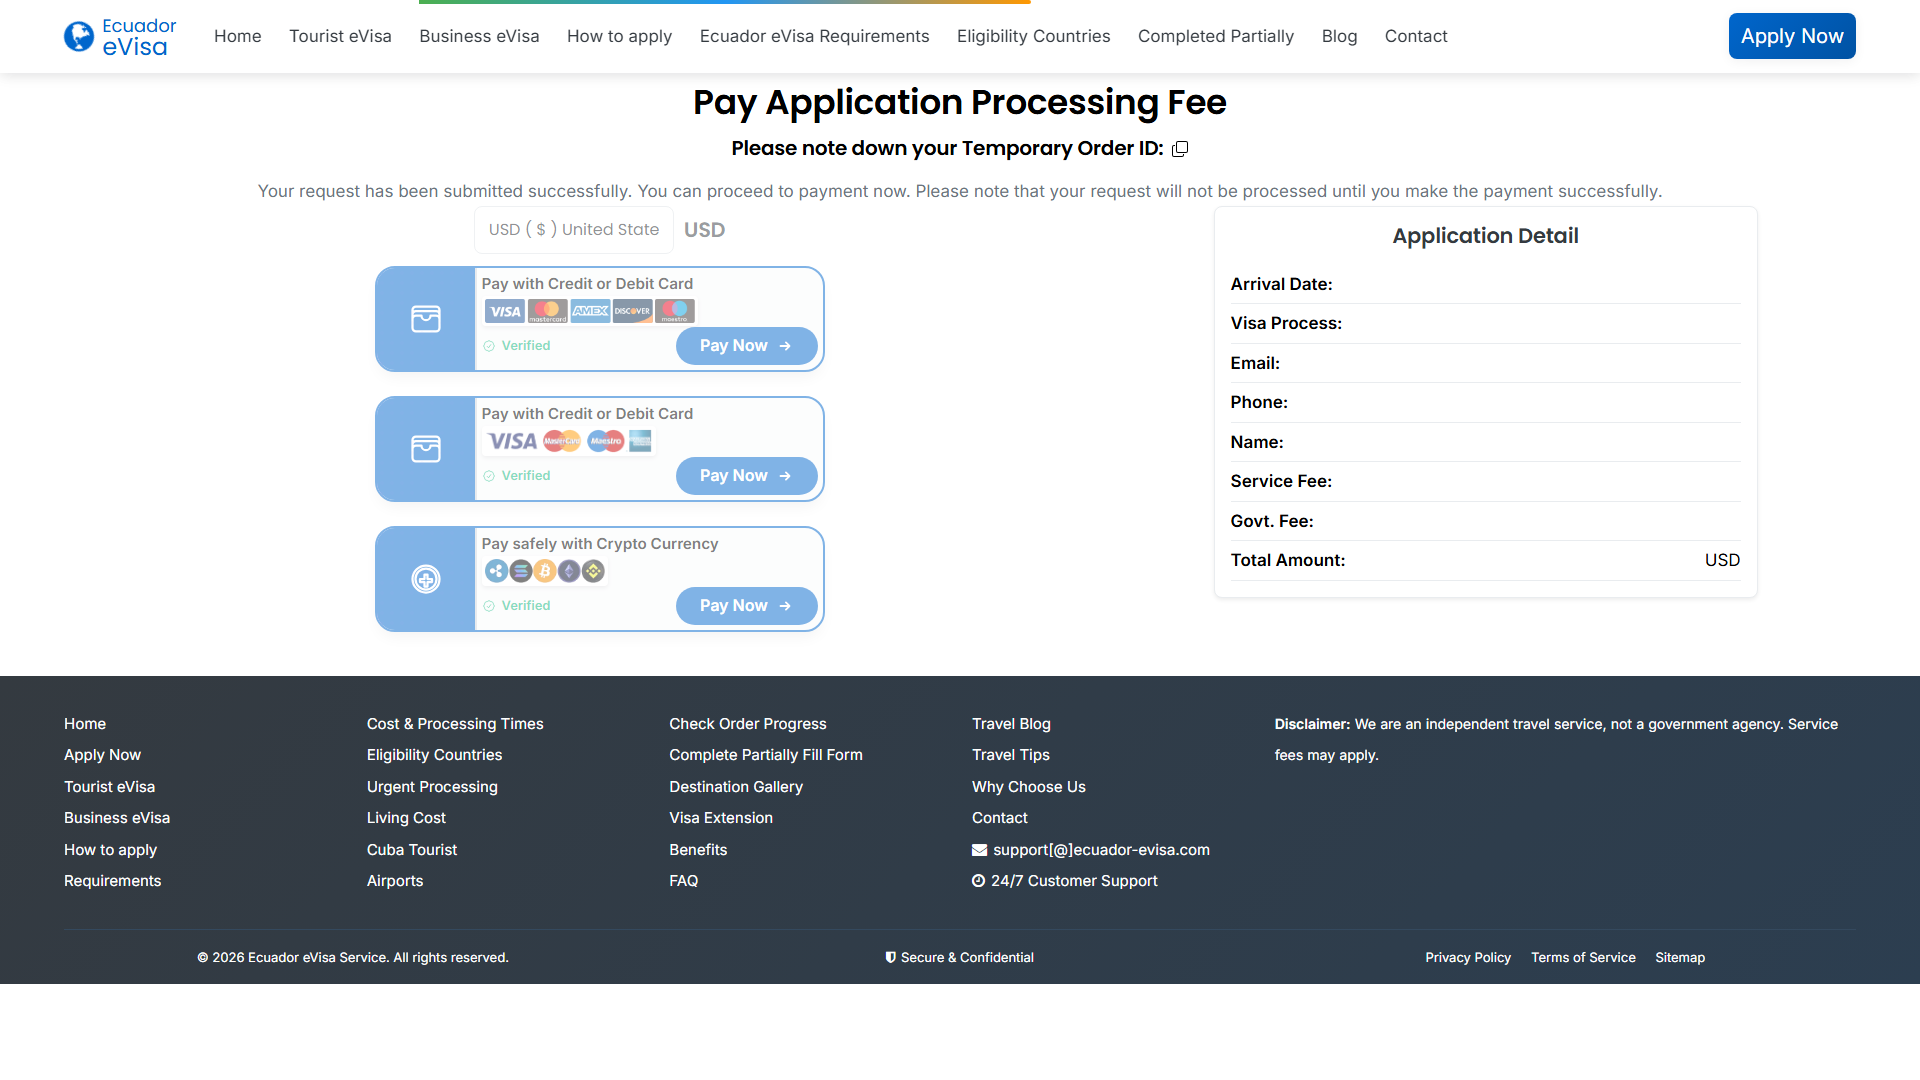 Ecuador
eVisa
Home
Tourist eVisa
Business eVisa
How to apply
Ecuador eVisa Requirements
Eligibility Countries
Completed Partially
Blog
Contact
Apply Now
Pay Application Processing Fee
Please note down your Temporary Order ID:
Your request has been submitted successfully. You can proceed to payment now. Please note that your request will not be processed until you make the payment successfully.
USD ( $ ) United State
USD
Pay with Credit or Debit Card
VISA
mastercard
AMEX
DISCOVER
maestro
Verified
Pay Now
Pay with Credit or Debit Card
VISA
MasterCard
Maestro
Verified
Pay Now
Pay safely with Crypto Currency
Verified
Pay Now
Application Detail
Arrival Date:
Visa Process:
Email:
Phone:
Name:
Service Fee:
Govt. Fee:
Total Amount: USD
Home
Apply Now
Tourist eVisa
Business eVisa
How to apply
Requirements
Cost & Processing Times
Eligibility Countries
Urgent Processing
Living Cost
Cuba Tourist
Airports
Check Order Progress
Complete Partially Fill Form
Destination Gallery
Visa Extension
Benefits
FAQ
Travel Blog
Travel Tips
Why Choose Us
Contact
support[@]ecuador-evisa.com
24/7 Customer Support
Disclaimer: We are an independent travel service, not a government agency. Service
fees may apply.
© 2026 Ecuador eVisa Service. All rights reserved.
Secure & Confidential
Privacy Policy
Terms of Service
Sitemap